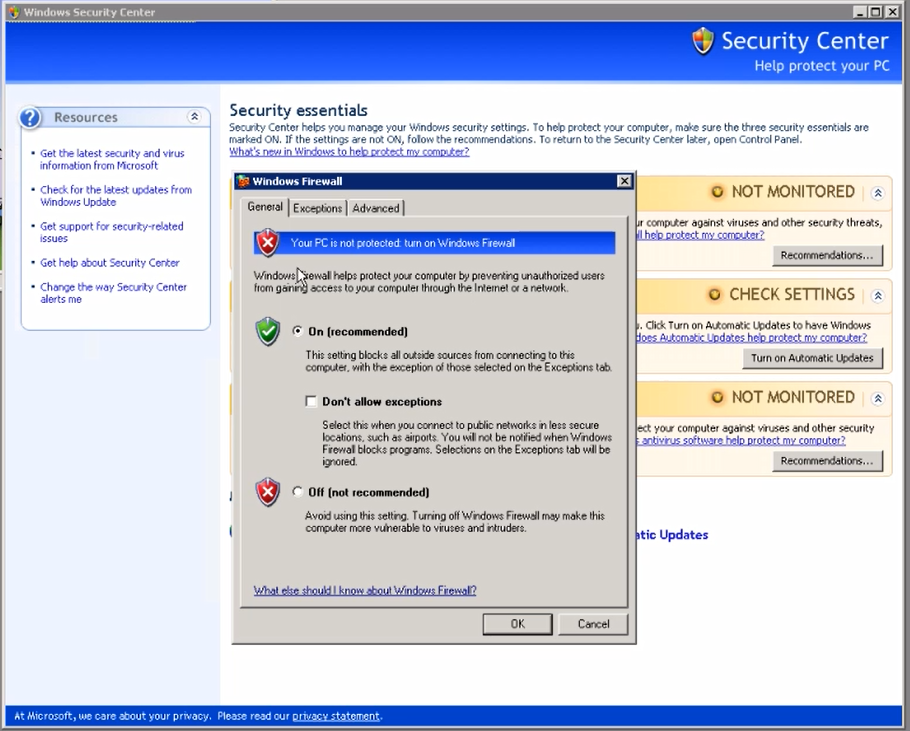 Windows Security Center
Security Center
Help protect your PC
Resources
Get the latest security and virus
information from Microsoft
Check for the latest updates from
Windows Update
Get support for security-related
issues
Get help about Security Center
Change the way Security Center
alerts me
Security essentials
Security Center helps you manage your Windows security settings. To help protect your computer, make sure the three security essentials are
marked ON. If the settings are not ON, follow the recommendations. To return to the Security Center later, open Control Panel.
What's new in Windows to help protect my computer?
Windows Firewall
General
Exceptions
Advanced
Your PC is not protected: turn on Windows Firewall
Windows Firewall helps protect your computer by preventing unauthorized users
from gaining access to your computer through the Internet or a network.
On (recommended)
This setting blocks all outside sources from connecting to this
computer, with the exception of those selected on the Exceptions tab.
Don't allow exceptions
Select this when you connect to public networks in less secure
locations, such as airports. You will not be notified when Windows
Firewall blocks programs. Selections on the Exceptions tab will be
ignored.
Off (not recommended)
Avoid using this setting. Turning off Windows Firewall may make this
computer more vulnerable to viruses and intruders.
What else should I know about Windows Firewall?
OK
Cancel
NOT MONITORED
computer against viruses and other security threats,
help protect my computer?
Recommendations...
CHECK SETTINGS
Click Turn on Automatic Updates to have Windows
does Automatic Updates help protect my computer?
Turn on Automatic Updates
NOT MONITORED
your computer against viruses and other security
antivirus software help protect my computer?
Recommendations...
Updates
At Microsoft, we care about your privacy. Please read our privacy statement.